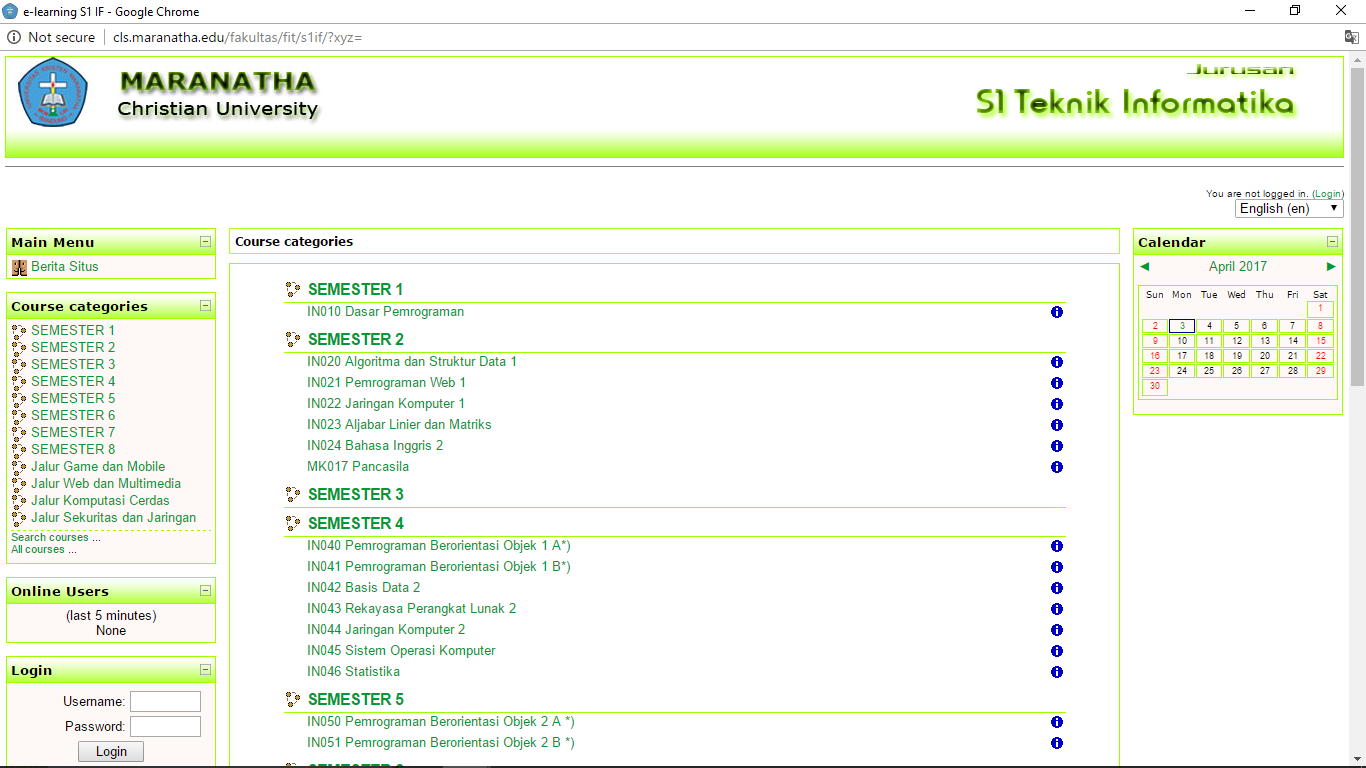 e-learning S1 IF - Google Chrome
Not secure cls.maranatha.edu/fakultas/fit/s1if/?xyz=
MARANATHA
Christian University
Jurusan
S1 Teknik Informatika
You are not logged in. (Login)
English (en)
Main Menu
Berita Situs
Course categories
SEMESTER 1
SEMESTER 2
SEMESTER 3
SEMESTER 4
SEMESTER 5
SEMESTER 6
SEMESTER 7
SEMESTER 8
Jalur Game dan Mobile
Jalur Web dan Multimedia
Jalur Komputasi Cerdas
Jalur Sekuritas dan Jaringan
Search courses ...
All courses ...
Online Users
(last 5 minutes)
None
Login
Username:
Password:
Login
Course categories
SEMESTER 1
IN010 Dasar Pemrograman
SEMESTER 2
IN020 Algoritma dan Struktur Data 1
IN021 Pemrograman Web 1
IN022 Jaringan Komputer 1
IN023 Aljabar Linier dan Matriks
IN024 Bahasa Inggris 2
MK017 Pancasila
SEMESTER 3
SEMESTER 4
IN040 Pemrograman Berorientasi Objek 1 A*)
IN041 Pemrograman Berorientasi Objek 1 B*)
IN042 Basis Data 2
IN043 Rekayasa Perangkat Lunak 2
IN044 Jaringan Komputer 2
IN045 Sistem Operasi Komputer
IN046 Statistika
SEMESTER 5
IN050 Pemrograman Berorientasi Objek 2 A *)
IN051 Pemrograman Berorientasi Objek 2 B *)
Calendar
April 2017
Sun Mon Tue Wed Thu Fri Sat
1
2 3 4 5 6 7 8
9 10 11 12 13 14 15
16 17 18 19 20 21 22
23 24 25 26 27 28 29
30